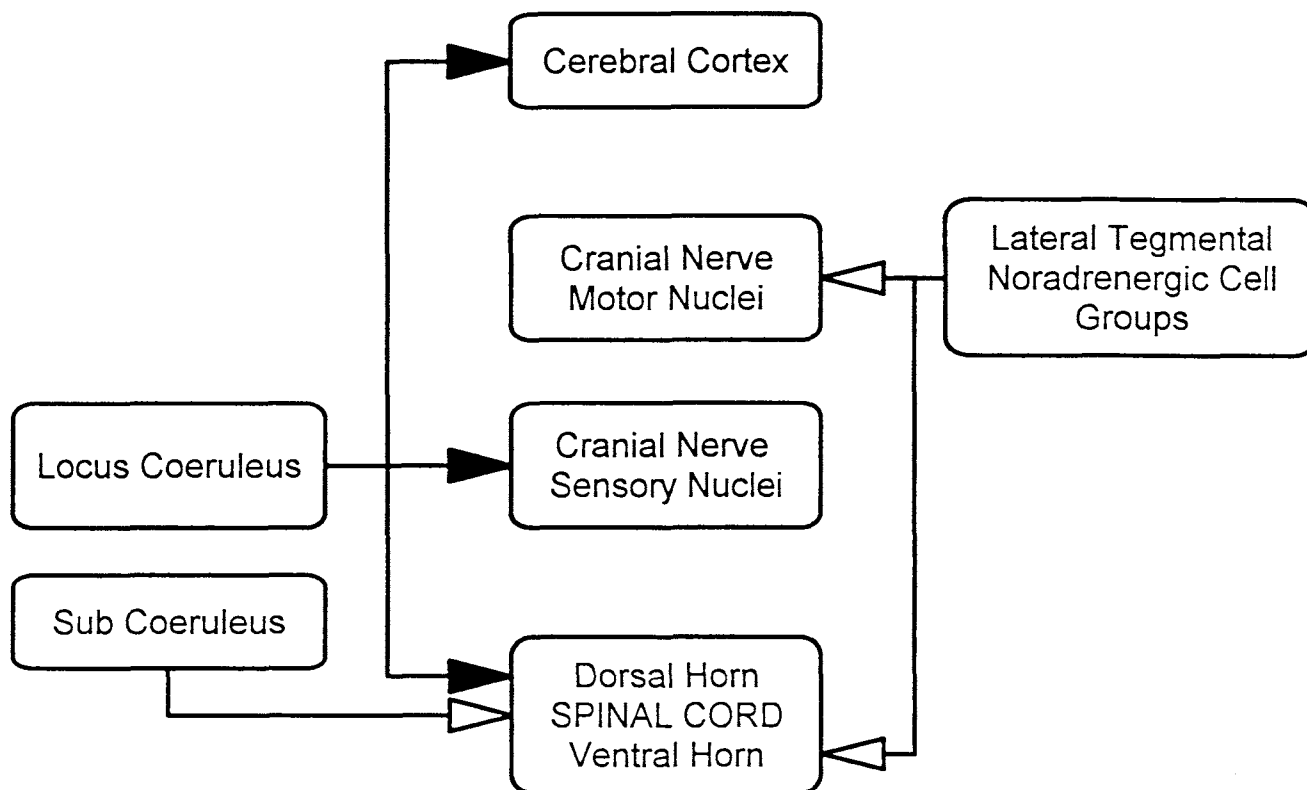 Cerebral Cortex
Cranial Nerve
Motor Nuclei
Lateral Tegmental
Noradrenergic Cell
Groups
Locus Coeruleus
Cranial Nerve
Sensory Nuclei
Sub Coeruleus
Dorsal Horn
SPINAL CORD
Ventral Horn